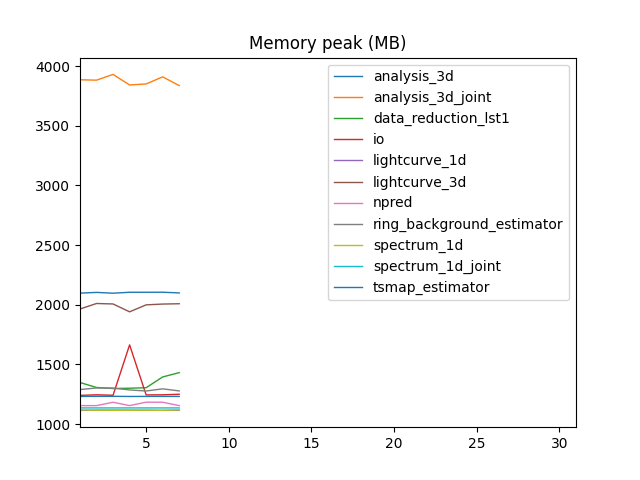 Memory peak (MB)
4000
3500
3000
2500
2000
1500
1000
5
10
15
20
25
30
analysis_3d
analysis_3d_joint
data_reduction_lst1
io
lightcurve_1d
lightcurve_3d
npred
ring_background_estimator
spectrum_1d
spectrum_1d_joint
tsmap_estimator